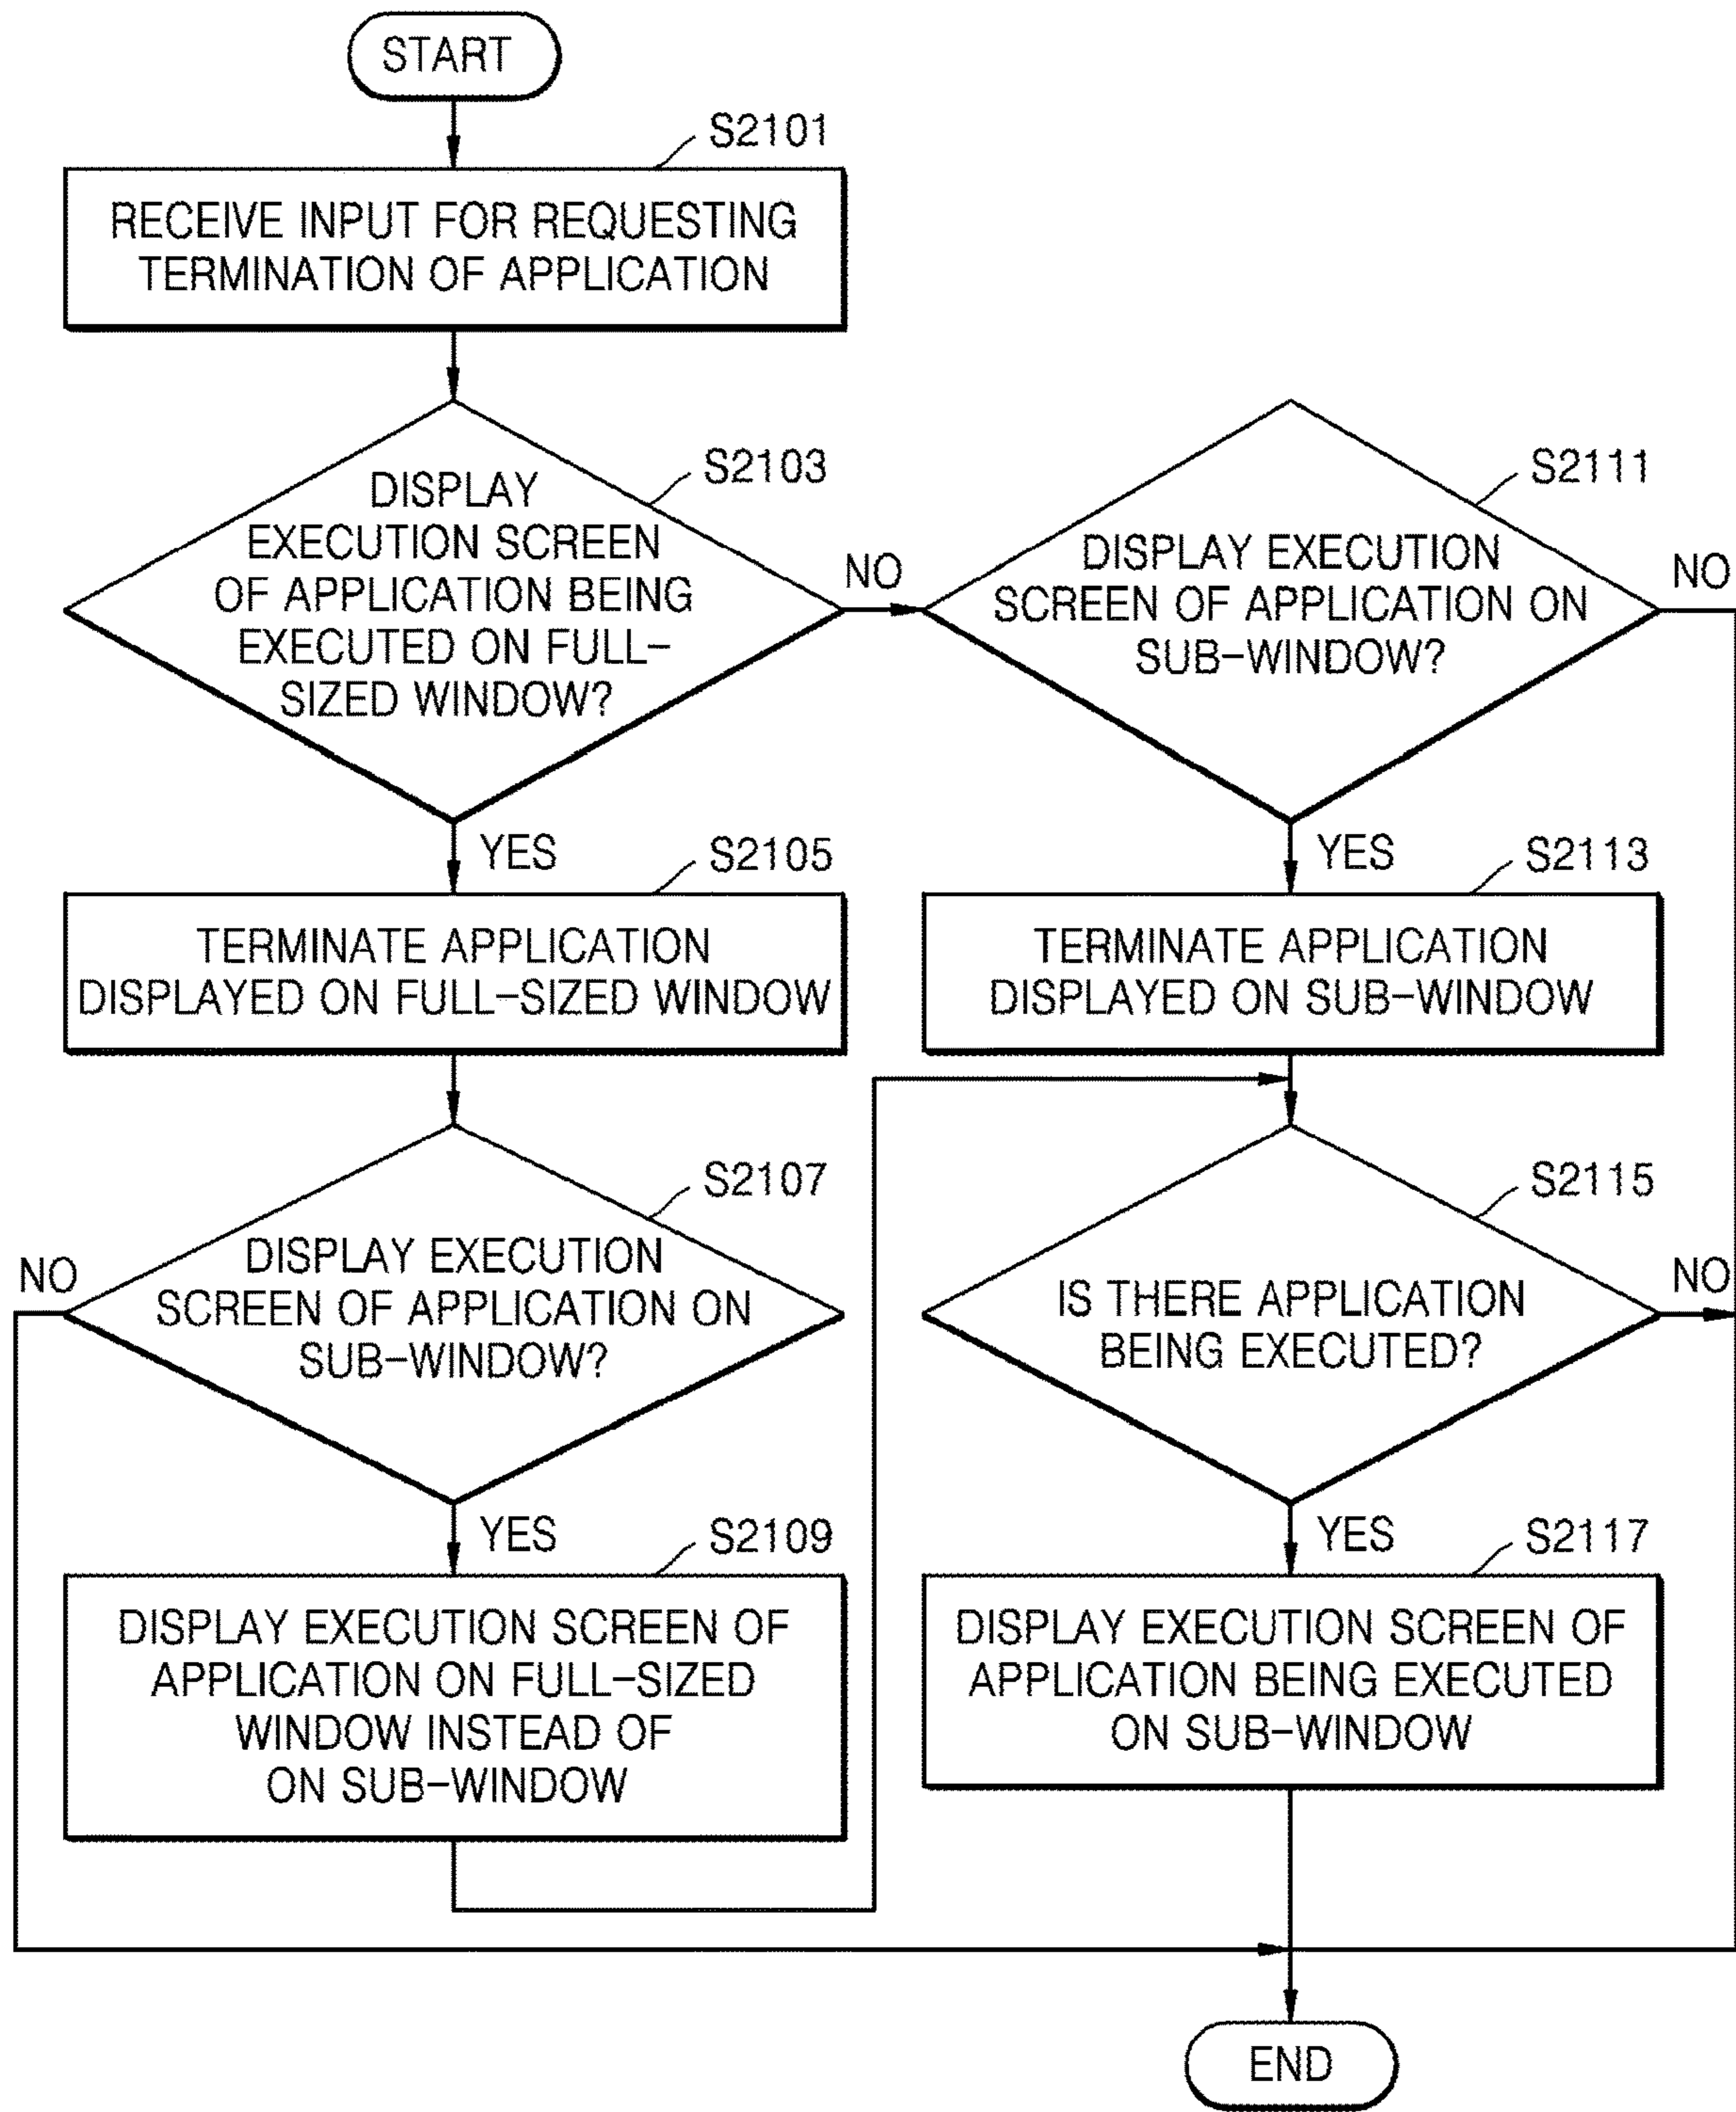 START
S2101
RECEIVE INPUT FOR REQUESTING
TERMINATION OF APPLICATION
S2103
DISPLAY
EXECUTION SCREEN
OF APPLICATION BEING
EXECUTED ON FULL-
SIZED WINDOW?
NO
S2111
DISPLAY EXECUTION
SCREEN OF APPLICATION ON
SUB-WINDOW?
NO
YES
S2105
TERMINATE APPLICATION
DISPLAYED ON FULL-SIZED WINDOW
YES
S2113
TERMINATE APPLICATION
DISPLAYED ON SUB-WINDOW
S2107
DISPLAY EXECUTION
SCREEN OF APPLICATION ON
SUB-WINDOW?
NO
S2115
IS THERE APPLICATION
BEING EXECUTED?
NO
YES
S2109
DISPLAY EXECUTION SCREEN OF
APPLICATION ON FULL-SIZED
WINDOW INSTEAD OF
ON SUB-WINDOW
YES
S2117
DISPLAY EXECUTION SCREEN OF
APPLICATION BEING EXECUTED
ON SUB-WINDOW
END